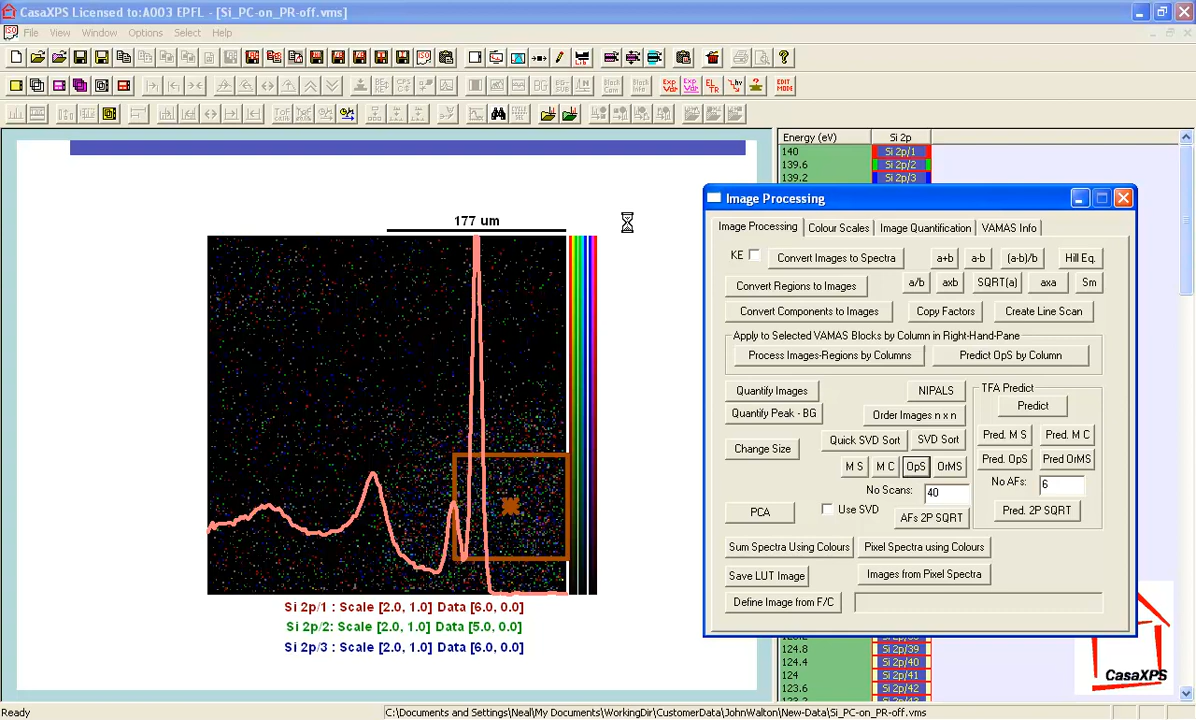 CasaXPS Licensed to:A003 EPFL - [Si_PC-on_PR-off.vms]
File View Window Options Select Help
Energy (eV) Si 2p
140 Si 2p/1
139.6 Si 2p/2
139.2 Si 2p/3
Image Processing
Image Processing Colour Scales Image Quantification VAMAS Info
KE Convert Images to Spectra a+b a-b (a-b)/b Hill Eq.
Convert Regions to Images a/b axb SQRT(a) axa Sm
Convert Components to Images Copy Factors Create Line Scan
Apply to Selected VAMAS Blocks by Column in Right-Hand-Pane
Process Images-Regions by Columns Predict OpS by Column
Quantify Images NIPALS TFA Predict
Quantify Peak - BG Order Images n x n Predict
Change Size Quick SVD Sort SVD Sort Pred. M S Pred. M C
M S M C OpS OrMS Pred. OpS Pred OrMS
No Scans: 40 No AFs: 6
PCA Use SVD AFs 2P SQRT Pred. 2P SQRT
Sum Spectra Using Colours Pixel Spectra using Colours
Save LUT Image Images from Pixel Spectra
Define Image from F/C
177 um
Si 2p/1 : Scale [2.0, 1.0] Data [6.0, 0.0]
Si 2p/2: Scale [2.0, 1.0] Data [5.0, 0.0]
Si 2p/3 : Scale [2.0, 1.0] Data [6.0, 0.0]
124.8 Si 2p/39
124.4 Si 2p/40
124 Si 2p/41
123.6 Si 2p/42
CasaXPS
Ready C:\Documents and Settings\Neal\My Documents\WorkingDir\CustomerData\JohnWalton\New-Data\Si_PC-on_PR-off.vms